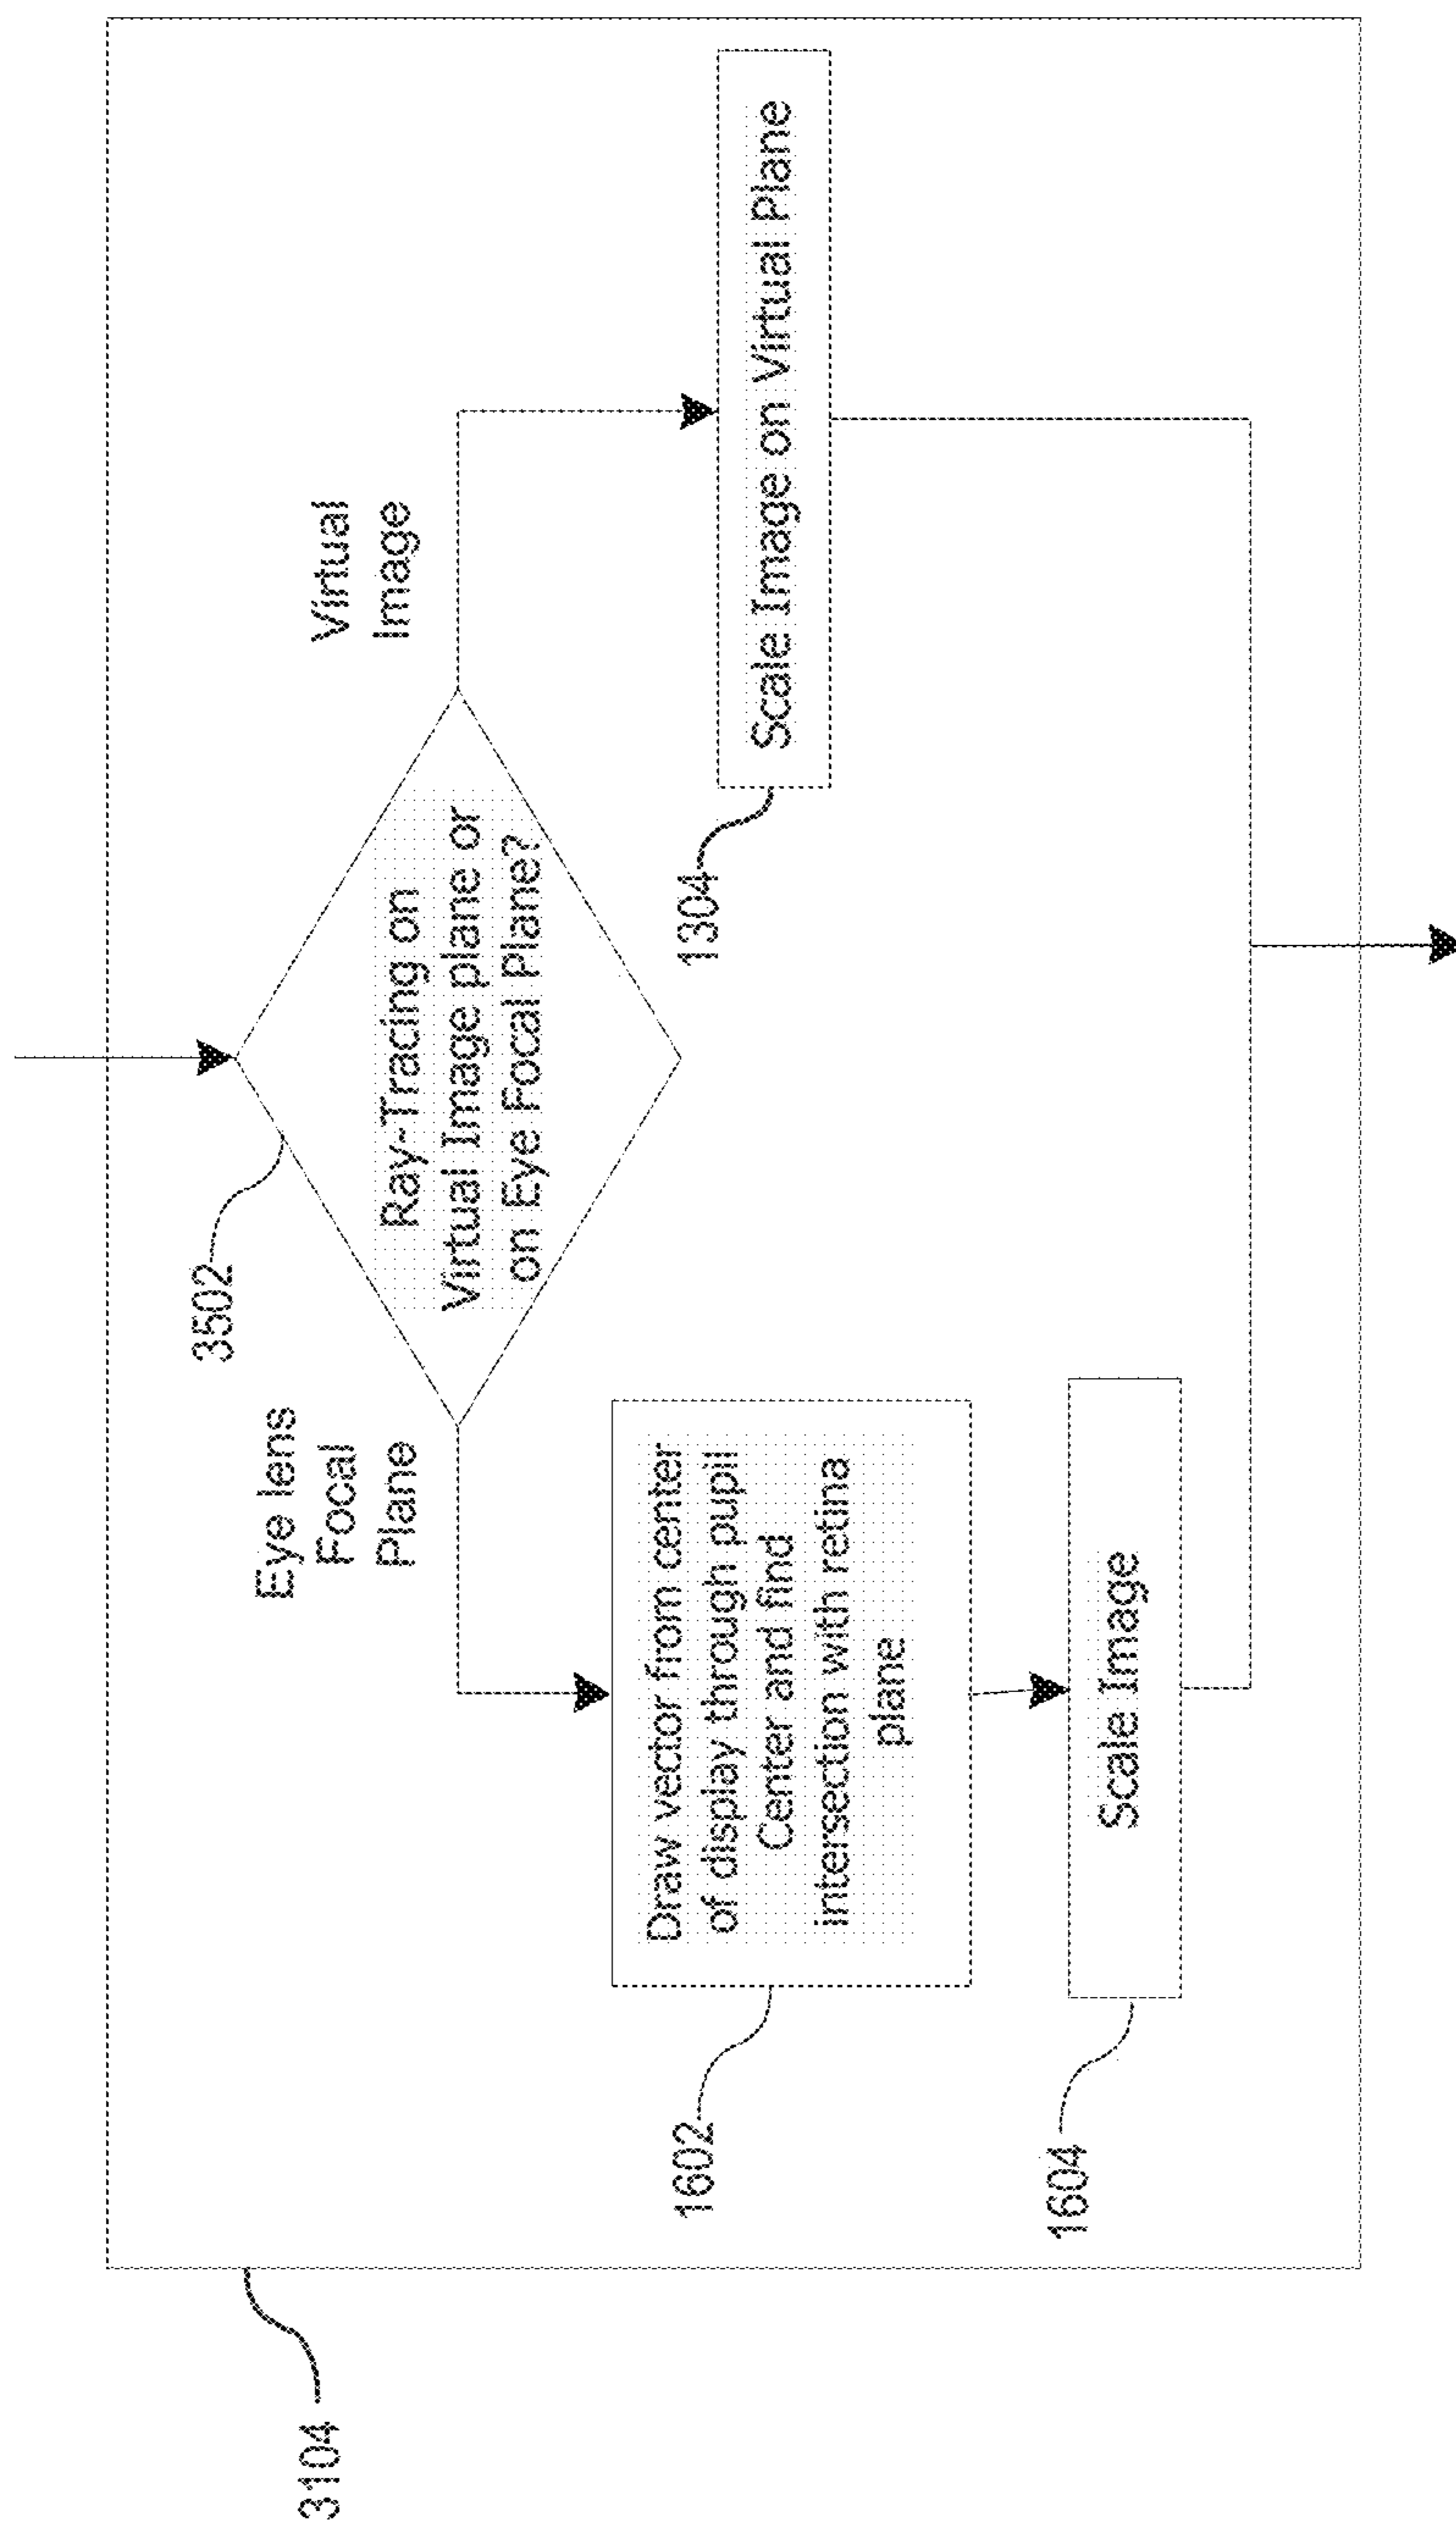 3104
3502
Ray-Tracing on
Virtual Image plane or
on Eye Focal Plane?
Eye lens
Focal
Plane
Virtual
Image
1602
Draw vector from center
of display through pupil
Center and find
intersection with retina
plane
1304
Scale Image on Virtual Plane
1604
Scale Image